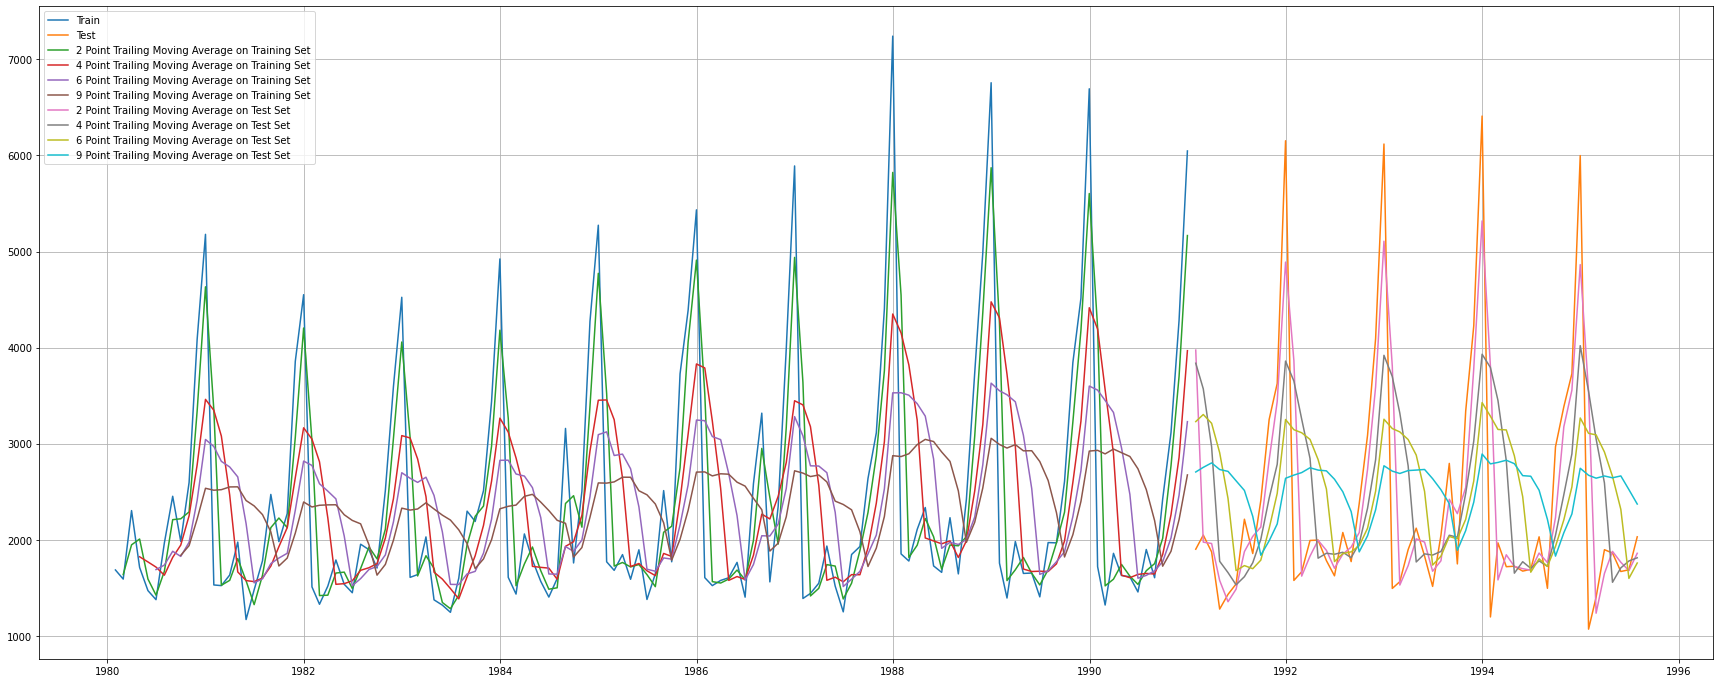 Train
Test
2 Point Trailing Moving Average on Training Set
4 Point Trailing Moving Average on Training Set
6 Point Trailing Moving Average on Training Set
9 Point Trailing Moving Average on Training Set
2 Point Trailing Moving Average on Test Set
4 Point Trailing Moving Average on Test Set
6 Point Trailing Moving Average on Test Set
9 Point Trailing Moving Average on Test Set
7000
6000
5000
4000
3000
2000
1000
1980 1982 1984 1986 1988 1990 1992 1994 1996